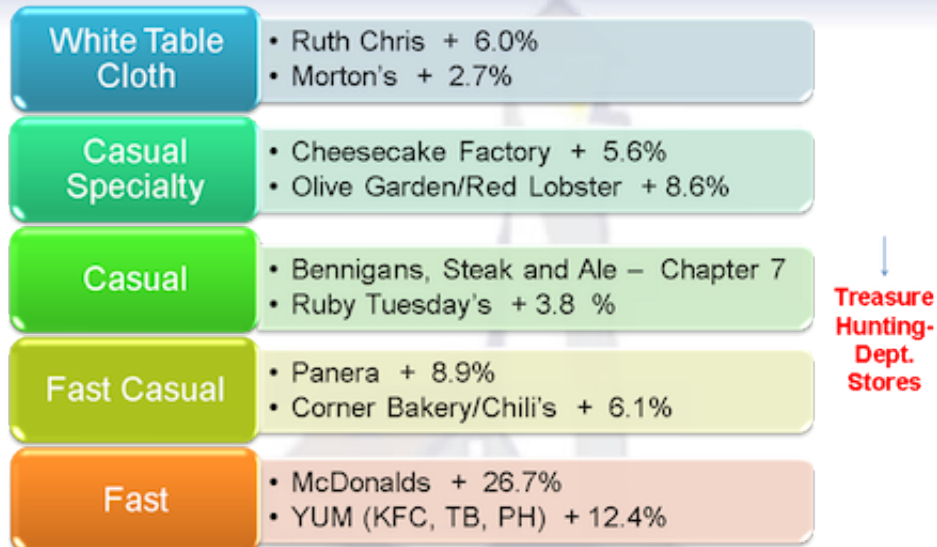 White Table
Cloth
• Ruth Chris + 6.0%
• Morton's + 2.7%
Casual
Specialty
• Cheesecake Factory + 5.6%
• Olive Garden/Red Lobster + 8.6%
Casual
• Bennigans, Steak and Ale – Chapter 7
• Ruby Tuesday's + 3.8 %
Fast Casual
• Panera + 8.9%
• Corner Bakery/Chili's + 6.1%
Fast
• McDonalds + 26.7%
• YUM (KFC, TB, PH) + 12.4%
Treasure
Hunting-
Dept.
Stores